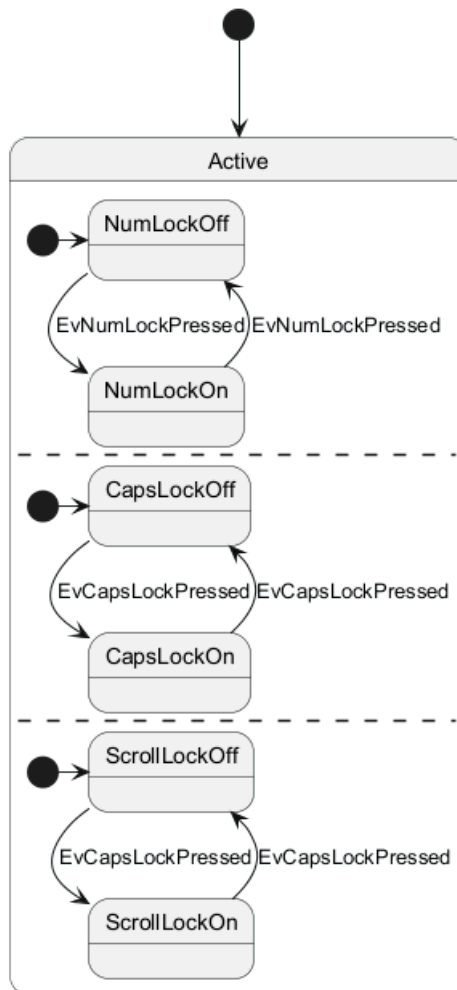 Active
NumLockOff
EvNumLockPressed EvNumLockPressed
NumLockOn
CapsLockOff
EvCapsLockPressed EvCapsLockPressed
CapsLockOn
ScrollLockOff
EvCapsLockPressed EvCapsLockPressed
ScrollLockOn